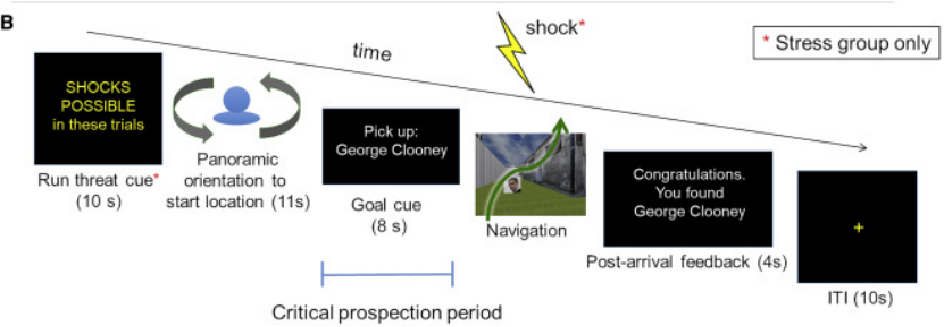 B
time
shock*
* Stress group only
SHOCKS
POSSIBLE
in these trials
Run threat cue*
(10 s)
Panoramic
orientation to
start location (11s)
Pick up:
George Clooney
Goal cue
(8 s)
Navigation
Congratulations.
You found
George Clooney
Post-arrival feedback (4s)
+
ITI (10s)
Critical prospection period